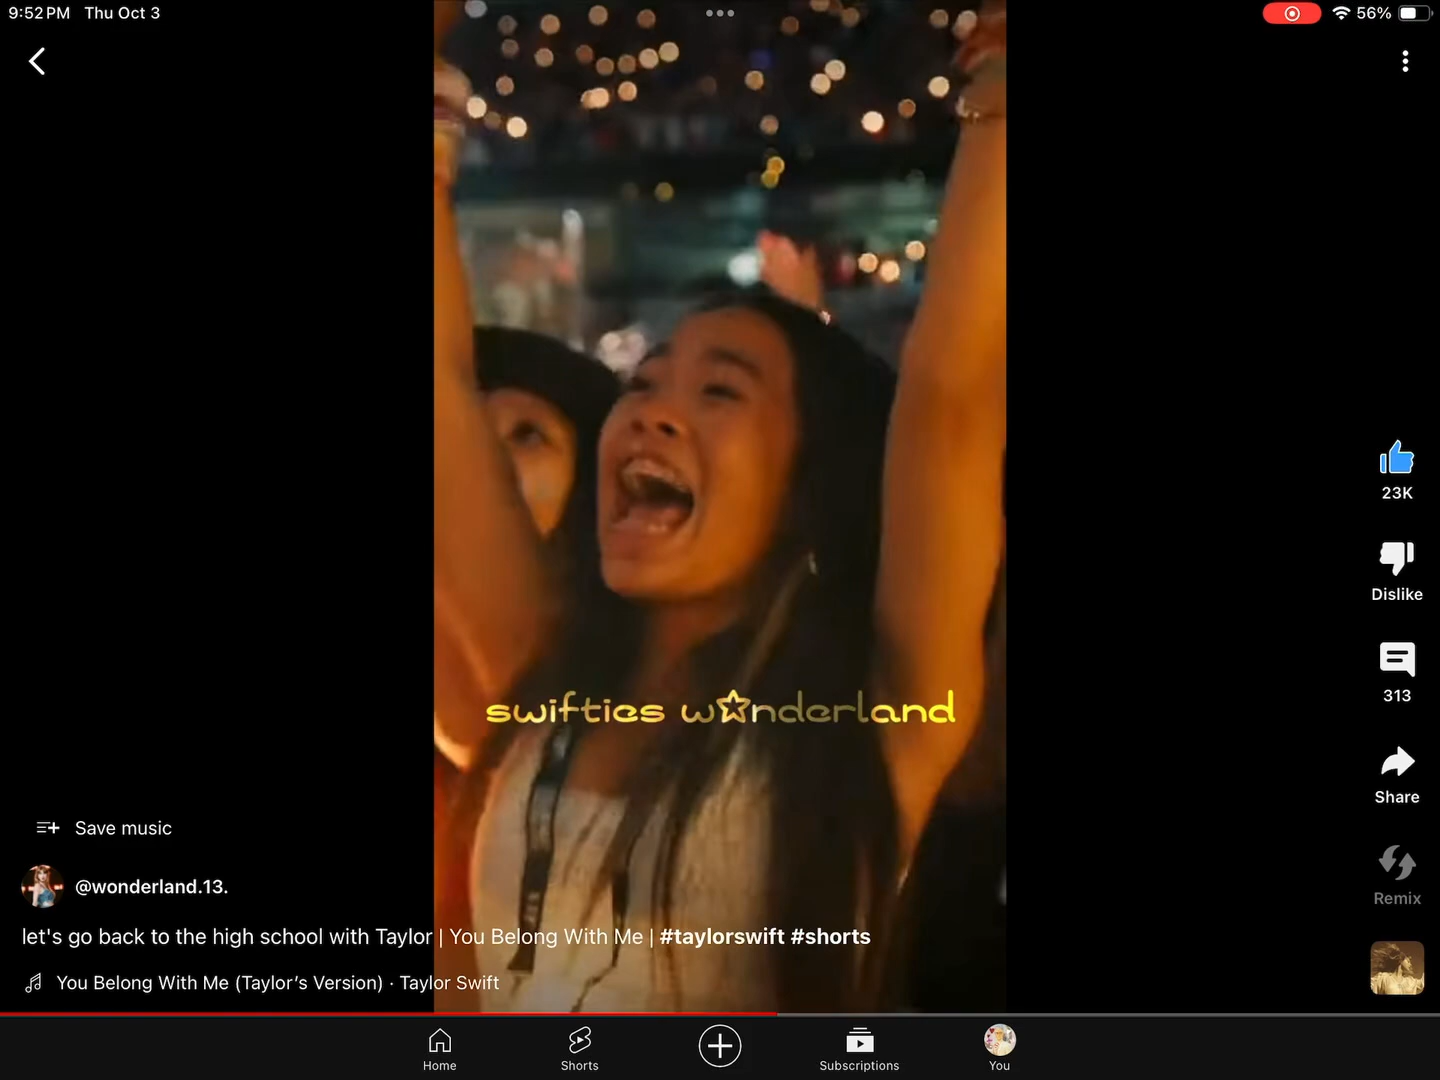 9:52 PM Thu Oct 3
56%
23K
Dislike
313
swifties wonderland
Share
Save music
@wonderland.13.
Remix
let's go back to the high school with Taylor | You Belong With Me | #taylorswift #shorts
You Belong With Me (Taylor’s Version) · Taylor Swift
Home
Shorts
Subscriptions
You